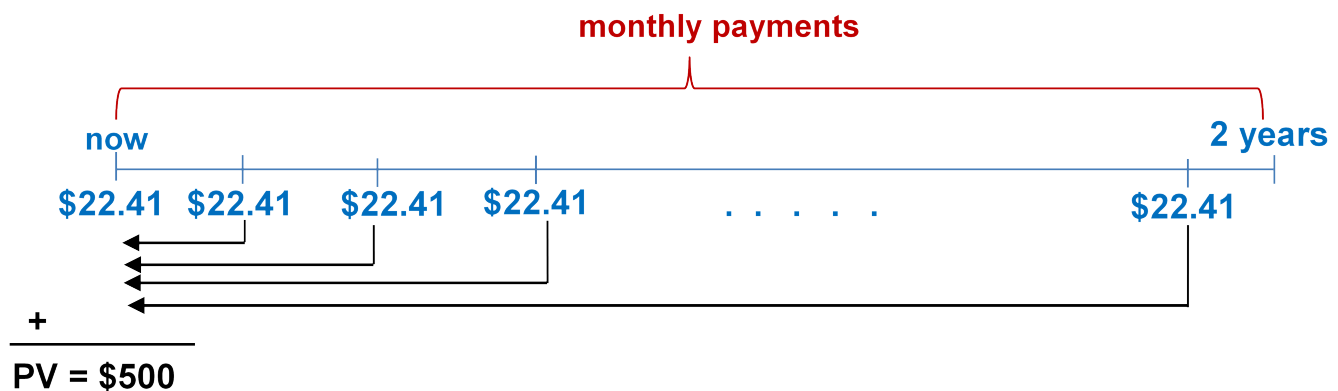 monthly payments
now
2 years
$22.41 $22.41 $22.41 $22.41 . . . . . $22.41
+
PV = $500